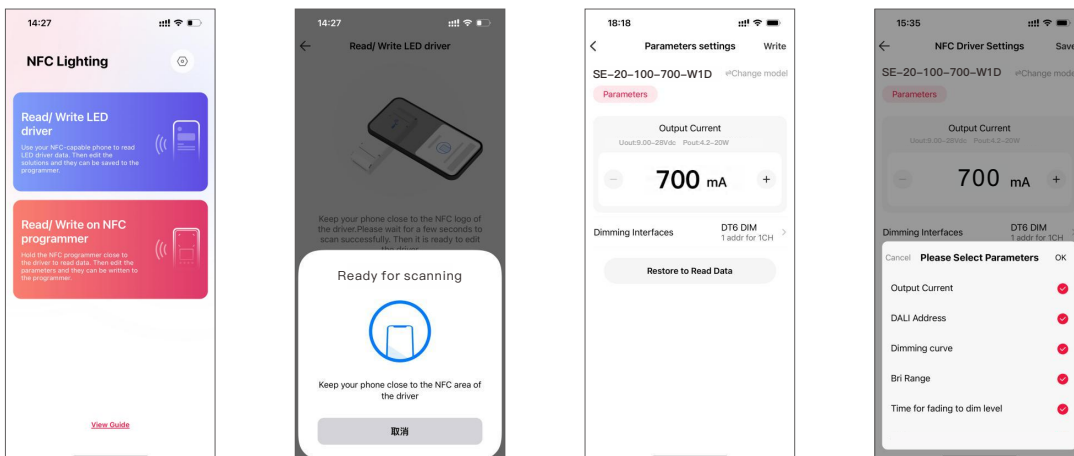 14:27
NFC Lighting
Read/ Write LED
driver
Use your NFC-capable phone to read
LED driver data. Then edit the
solutions and they can be saved to the
programmer.
Read/ Write on NFC
programmer
Hold the NFC programmer close to
the driver to read data. Then edit the
parameters and they can be written to
the programmer.
View Guide
14:27
Read/ Write LED driver
Keep your phone close to the NFC logo of
the driver.Please wait for a few seconds to
scan successfully. Then it is ready to edit
the driver
Ready for scanning
Keep your phone close to the NFC area of
the driver
取消
18:18
Parameters settings Write
SE-20-100-700-W1D ⇌Change model
Parameters
Output Current
Uout:9.00-28Vdc Pout:4.2-20W
− 700 mA +
Dimming Interfaces DT6 DIM
1 addr for 1CH >
Restore to Read Data
15:35
NFC Driver Settings Save
SE-20-100-700-W1D ⇌Change mode
Parameters
Output Current
Uout:9.00-28Vdc Pout:4.2-20W
− 700 mA +
Dimming Interfaces DT6 DIM
1 addr for 1CH
Cancel Please Select Parameters OK
Output Current
DALI Address
Dimming curve
Bri Range
Time for fading to dim level